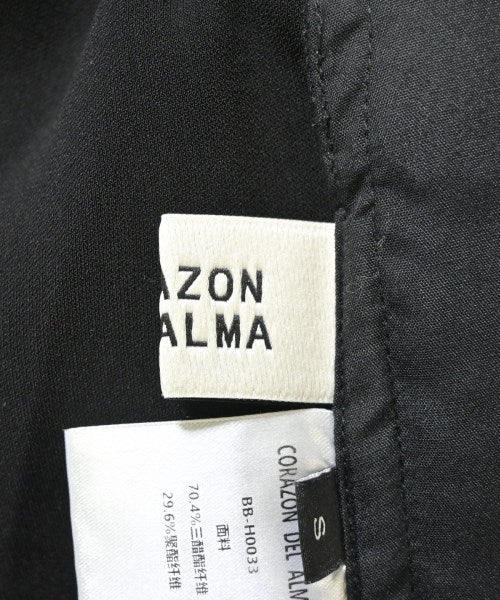 AZON
ALMA
CORAZON DEL ALM
S
BB-H0033
面料
70.4%三醋酯纤维
29.6%聚酯纤维